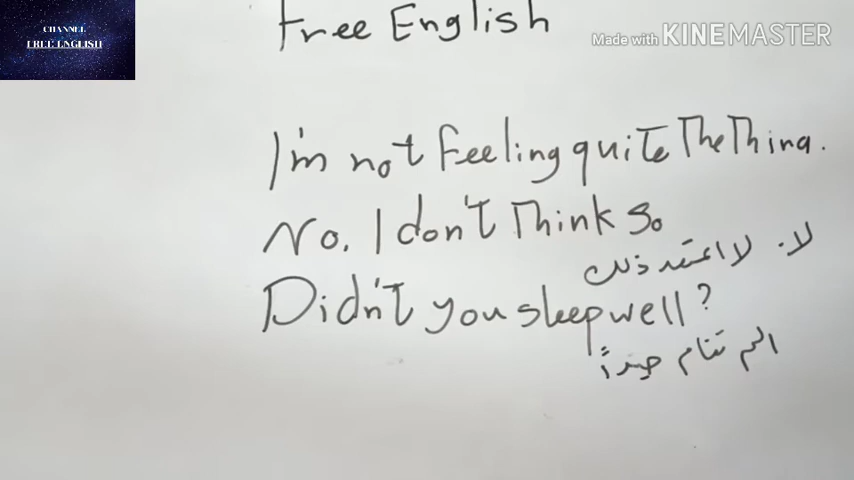 CHANNEL
FREE ENGLISH
Made with KINEMASTER
Free English
I'm not feeling quite The Thing.
No. I don't Think So
لا. لا اعتقد ذلك
Didn't you sleep well?
الم تنام جيداً